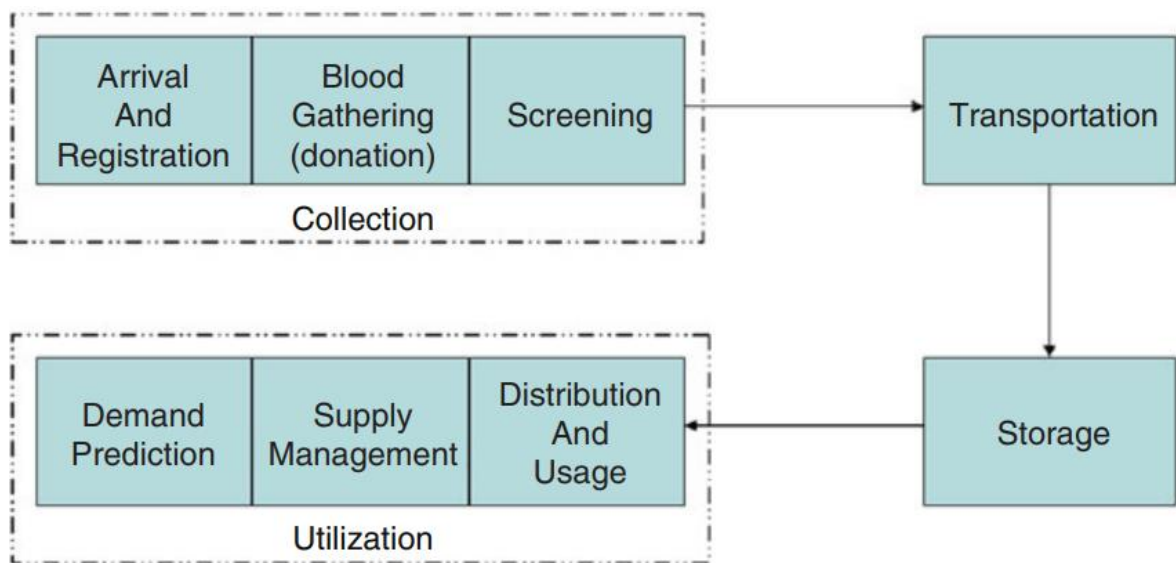 Arrival
And
Registration
Blood
Gathering
(donation)
Screening
Transportation
Collection
Demand
Prediction
Supply
Management
Distribution
And
Usage
Storage
Utilization